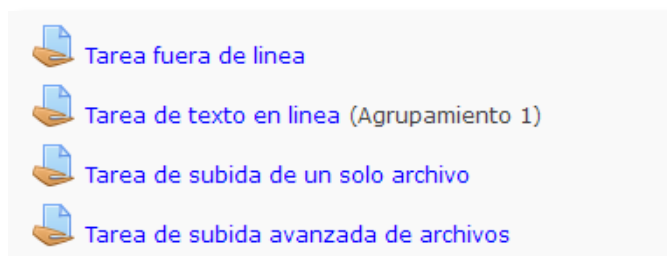 Tarea fuera de linea
Tarea de texto en linea (Agrupamiento 1)
Tarea de subida de un solo archivo
Tarea de subida avanzada de archivos